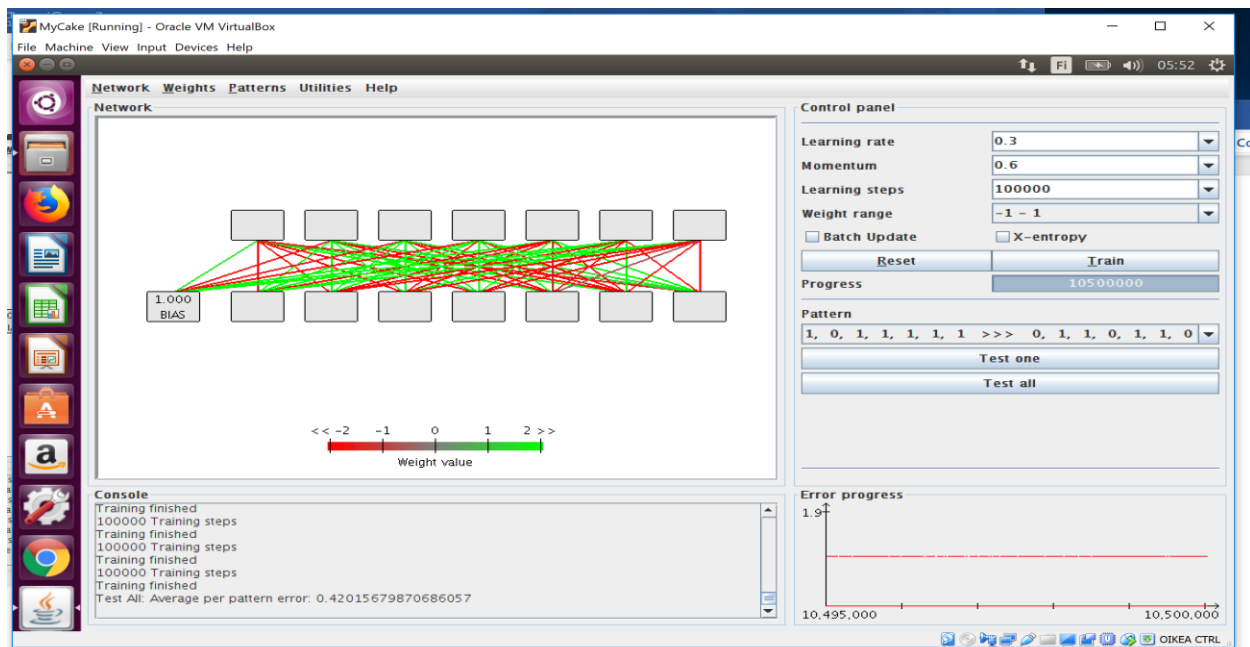 MyCake [Running] - Oracle VM VirtualBox
File Machine View Input Devices Help
Fi 05:52
Network Weights Patterns Utilities Help
Network
1.000
BIAS
<< -2 -1 0 1 2 >>
Weight value
Control panel
Learning rate 0.3
Momentum 0.6
Learning steps 100000
Weight range -1 - 1
Batch Update X-entropy
Reset Train
Progress 10500000
Pattern
1, 0, 1, 1, 1, 1, 1 >>> 0, 1, 1, 0, 1, 1, 0
Test one
Test all
Console
Training finished
100000 Training steps
Training finished
100000 Training steps
Training finished
100000 Training steps
Training finished
Test All: Average per pattern error: 0.42015679870686057
Error progress
1.9
10,495,000 10,500,000
OIKEA CTRL